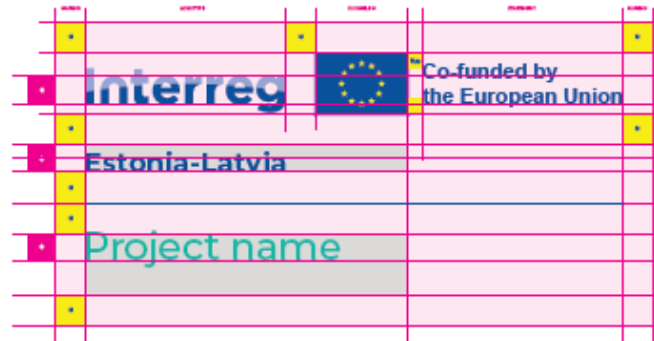 Interreg
Co-funded by
the European Union
Estonia-Latvia
Project name